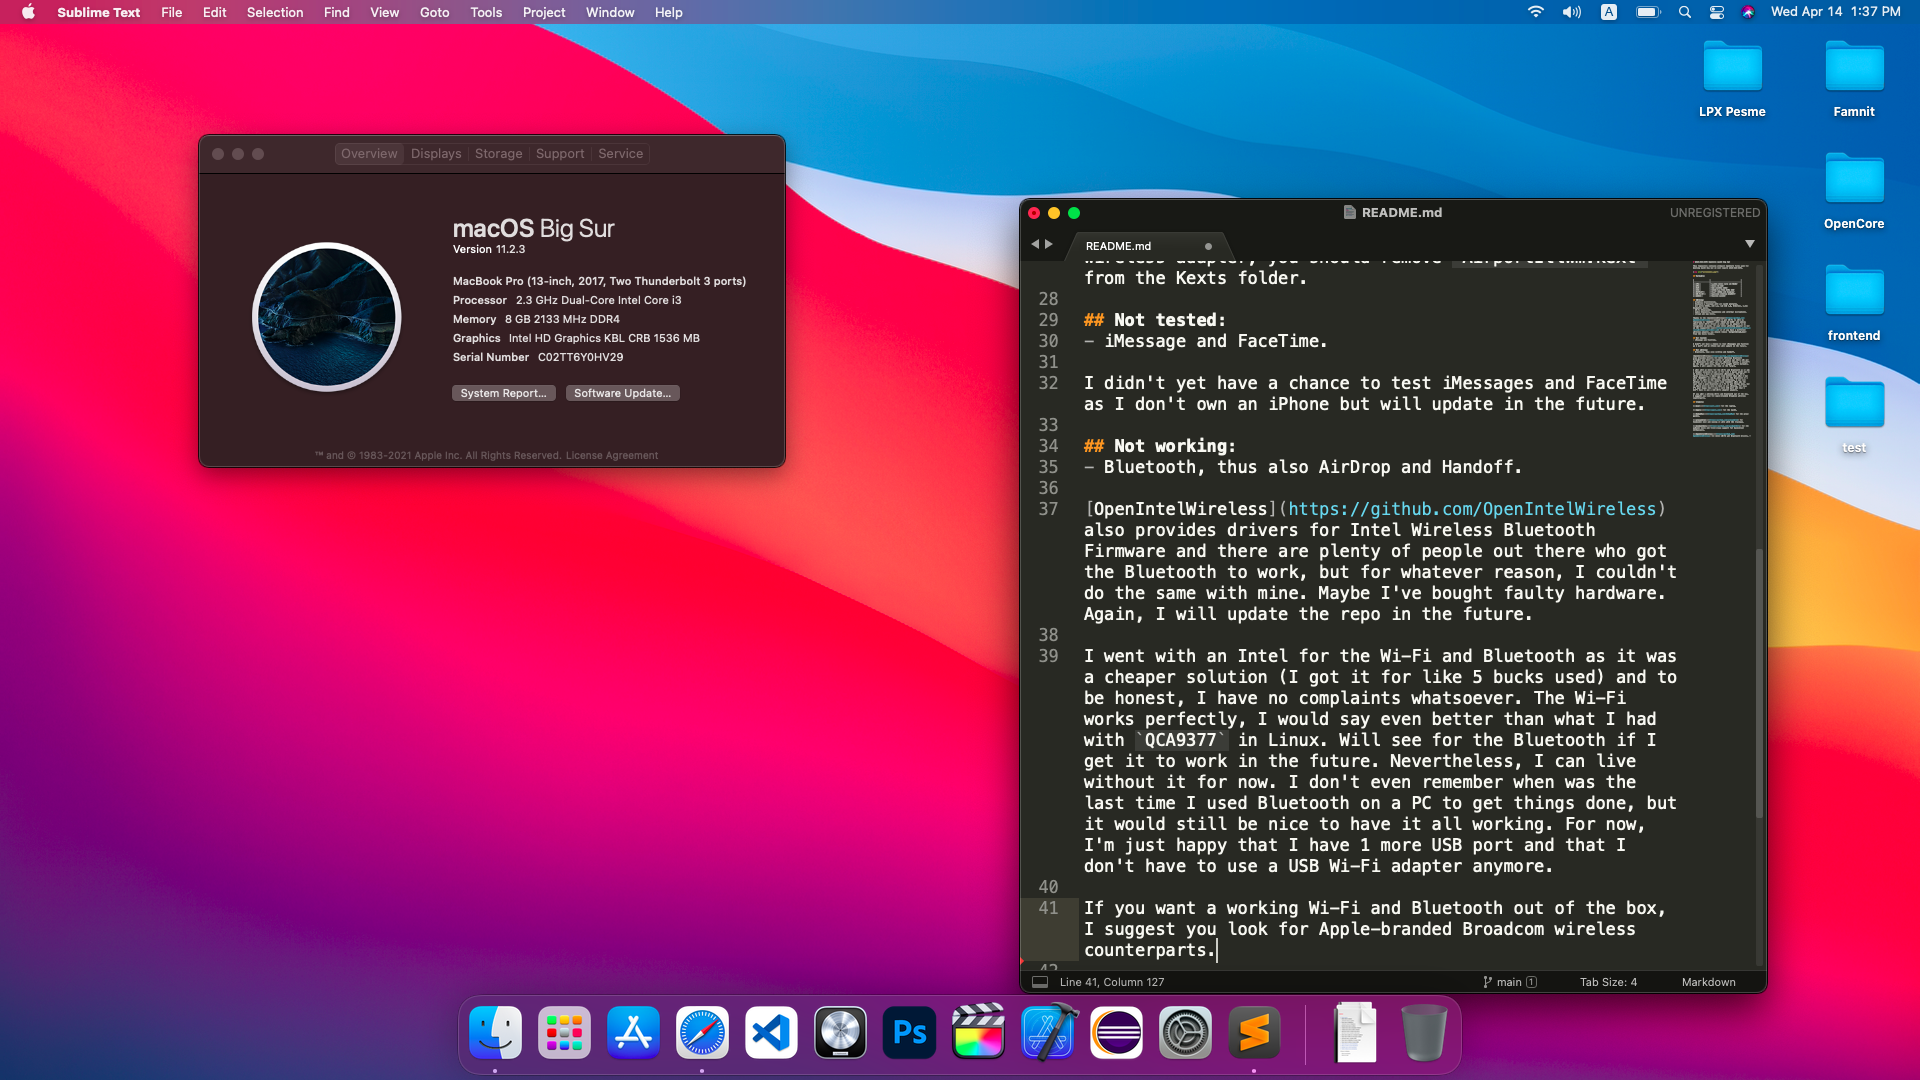 Sublime Text File Edit Selection Find View Goto Tools Project Window Help
A Wed Apr 14 1:37 PM
LPX Pesme
Famnit
OpenCore
frontend
test
Overview Displays Storage Support Service
macOS Big Sur
Version 11.2.3
MacBook Pro (13-inch, 2017, Two Thunderbolt 3 ports)
Processor 2.3 GHz Dual-Core Intel Core i3
Memory 8 GB 2133 MHz DDR4
Graphics Intel HD Graphics KBL CRB 1536 MB
Serial Number C02TT6Y0HV29
System Report...
Software Update...
™ and © 1983-2021 Apple Inc. All Rights Reserved. License Agreement
README.md
UNREGISTERED
README.md
wireless adapter, you should remove `AirportItlwm.kext`
from the Kexts folder.
28
29 ## Not tested:
30 - iMessage and FaceTime.
31
32 I didn't yet have a chance to test iMessages and FaceTime
as I don't own an iPhone but will update in the future.
33
34 ## Not working:
35 - Bluetooth, thus also AirDrop and Handoff.
36
37 [OpenIntelWireless](https://github.com/OpenIntelWireless)
also provides drivers for Intel Wireless Bluetooth
Firmware and there are plenty of people out there who got
the Bluetooth to work, but for whatever reason, I couldn't
do the same with mine. Maybe I've bought faulty hardware.
Again, I will update the repo in the future.
38
39 I went with an Intel for the Wi-Fi and Bluetooth as it was
a cheaper solution (I got it for like 5 bucks used) and to
be honest, I have no complaints whatsoever. The Wi-Fi
works perfectly, I would say even better than what I had
with `QCA9377` in Linux. Will see for the Bluetooth if I
get it to work in the future. Nevertheless, I can live
without it for now. I don't even remember when was the
last time I used Bluetooth on a PC to get things done, but
it would still be nice to have it all working. For now,
I'm just happy that I have 1 more USB port and that I
don't have to use a USB Wi-Fi adapter anymore.
40
41 If you want a working Wi-Fi and Bluetooth out of the box,
I suggest you look for Apple-branded Broadcom wireless
counterparts.
42
Line 41, Column 127
main 1
Tab Size: 4
Markdown
Ps